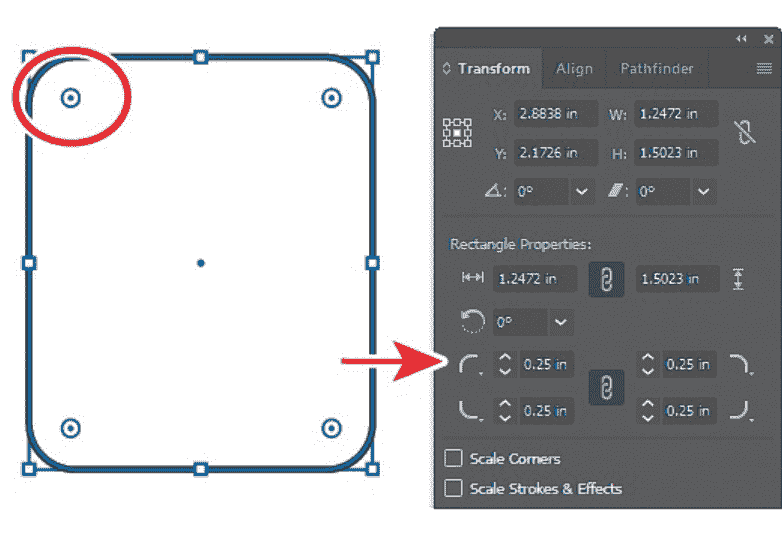 Transform Align Pathfinder
X: 2.8838 in W: 1.2472 in
Y: 2.1726 in H: 1.5023 in
: 0° : 0°
Rectangle Properties:
1.2472 in 1.5023 in
0°
0.25 in 0.25 in
0.25 in 0.25 in
Scale Corners
Scale Strokes & Effects